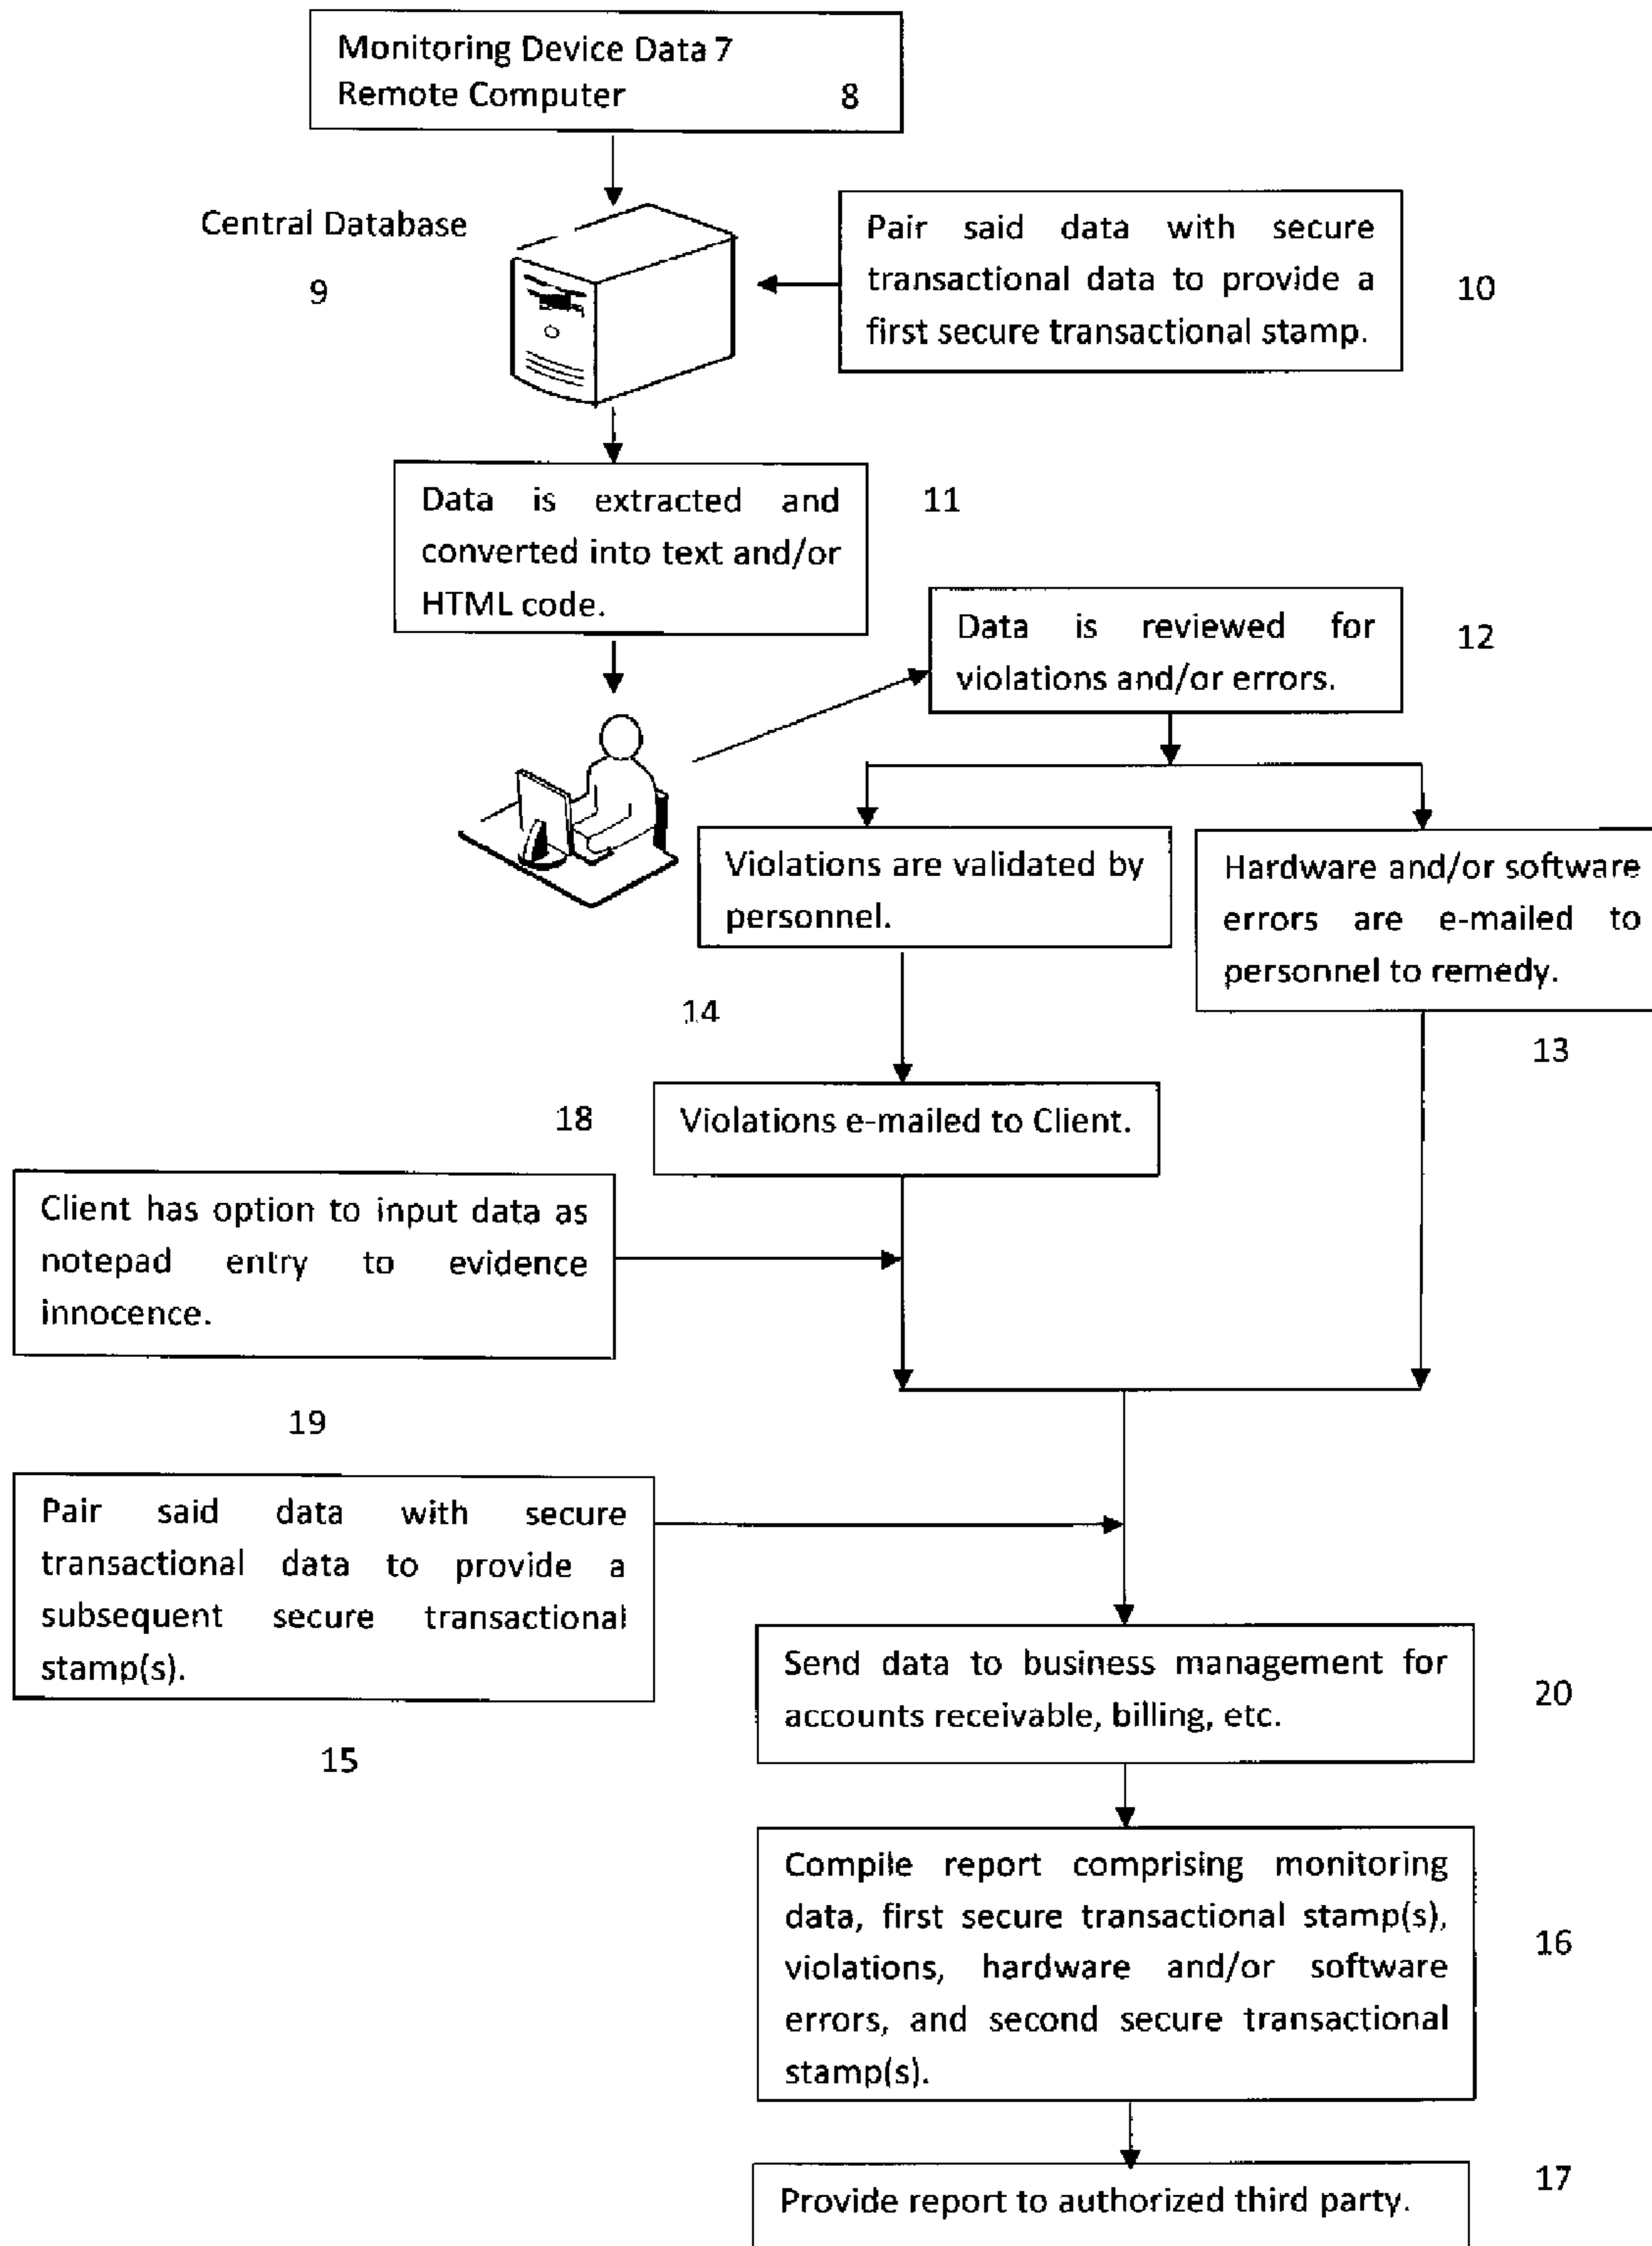 Monitoring Device Data 7
Remote Computer 8
Central Database
9
Pair said data with secure
transactional data to provide a
first secure transactional stamp.
10
Data is extracted and
converted into text and/or
HTML code.
11
Data is reviewed for
violations and/or errors.
12
Violations are validated by
personnel.
14
Hardware and/or software
errors are e-mailed to
personnel to remedy.
13
18
Violations e-mailed to Client.
Client has option to input data as
notepad entry to evidence
innocence.
19
Pair said data with secure
transactional data to provide a
subsequent secure transactional
stamp(s).
15
Send data to business management for
accounts receivable, billing, etc.
20
Compile report comprising monitoring
data, first secure transactional stamp(s),
violations, hardware and/or software
errors, and second secure transactional
stamp(s).
16
Provide report to authorized third party.
17